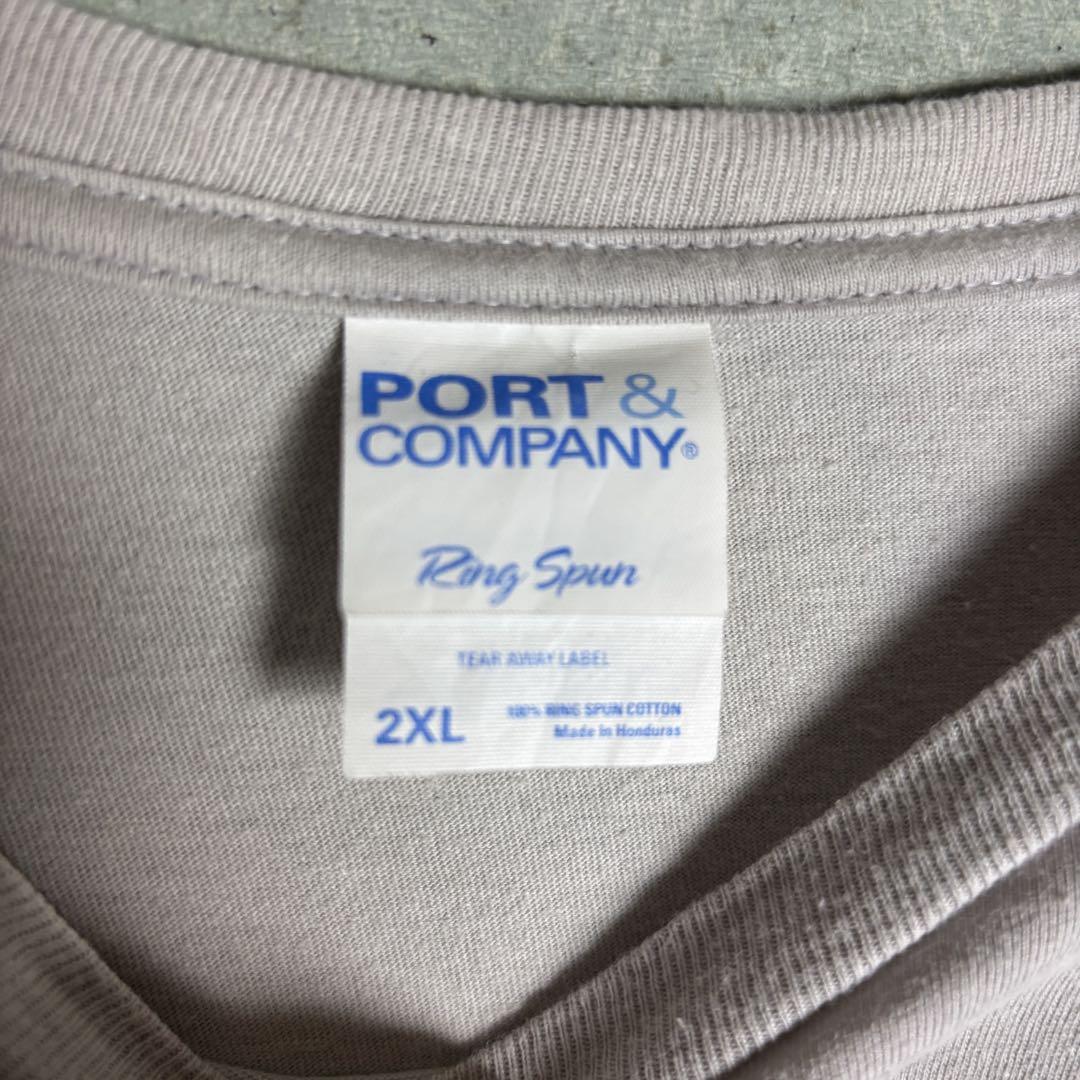 PORT &
COMPANY®
Ring Spun
TEAR AWAY LABEL
2XL
100% RING SPUN COTTON
Made In Honduras